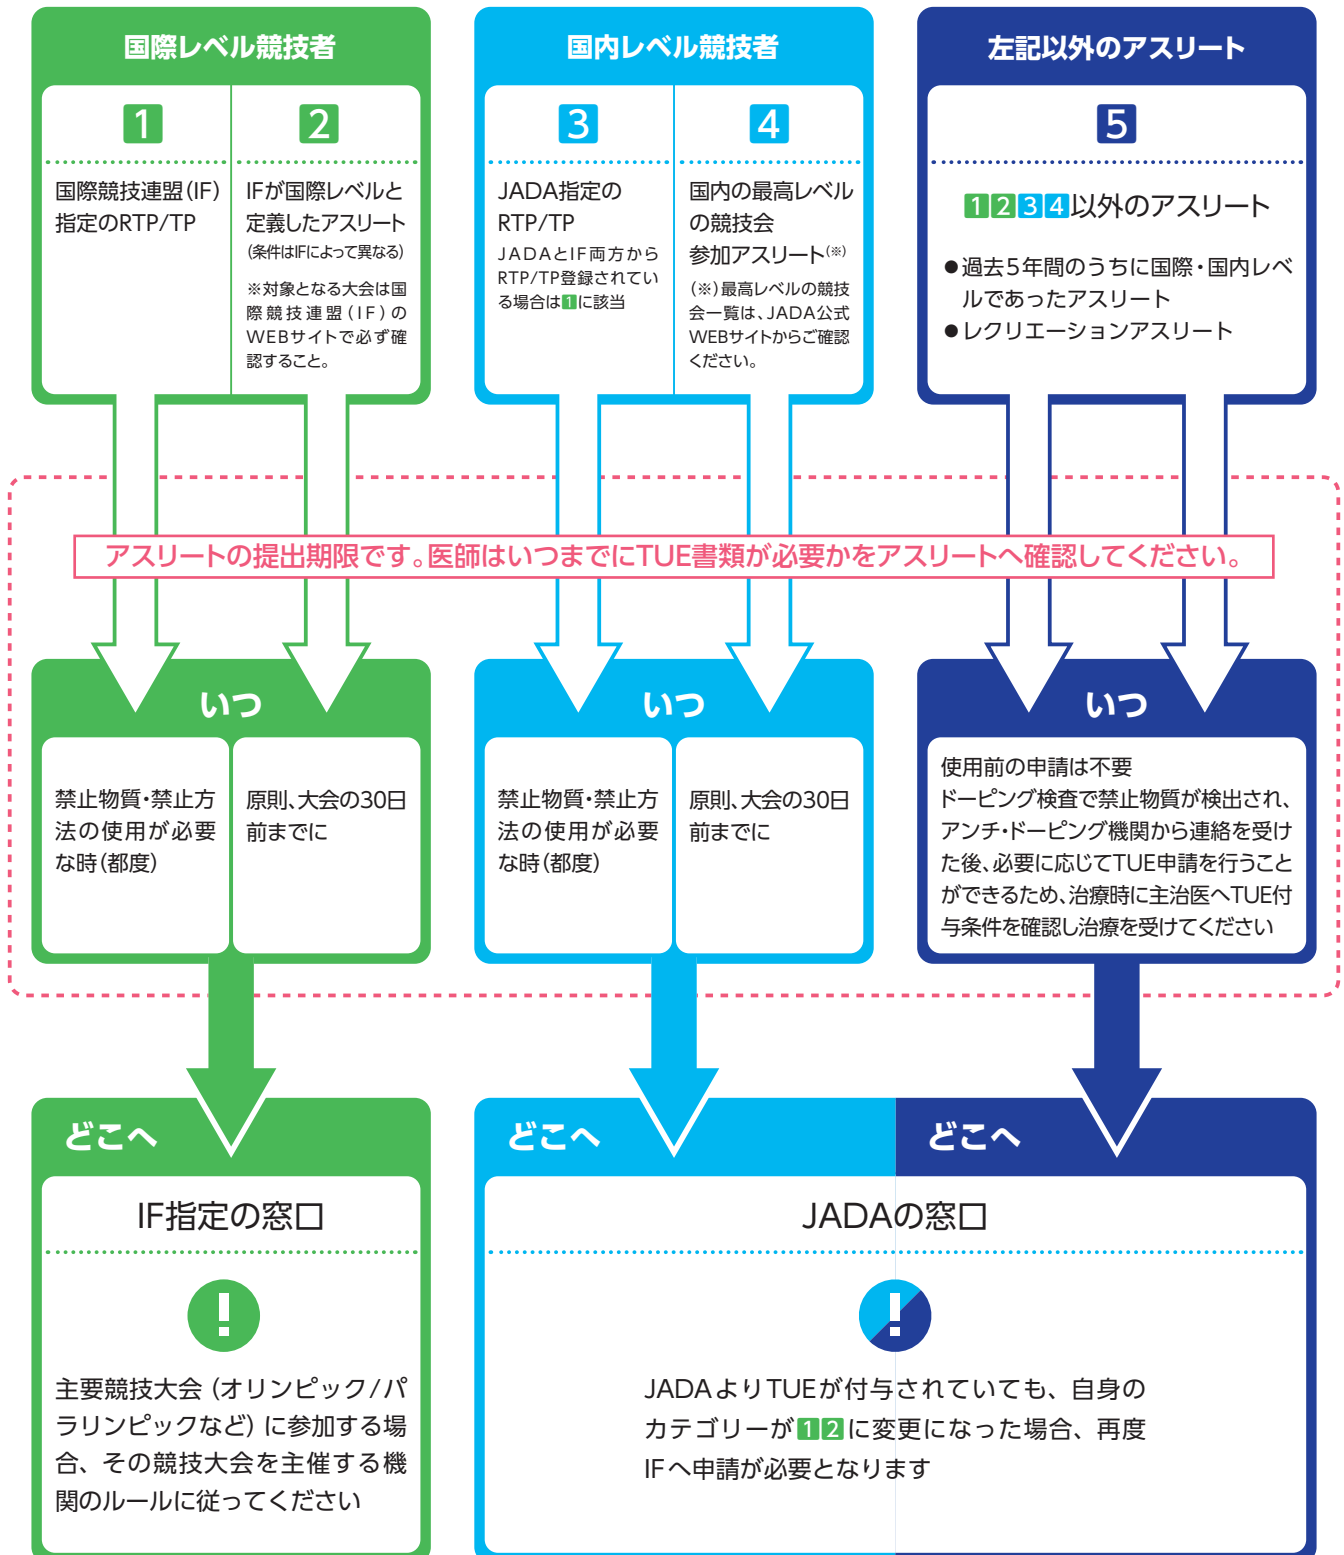 国際レベル競技者
1
国際競技連盟(IF)
指定のRTP/TP
2
IFが国際レベルと
定義したアスリート
(条件はIFによって異なる)
※対象となる大会は国
際競技連盟(IF)の
WEBサイトで必ず確
認すること。
国内レベル競技者
3
JADA指定の
RTP/TP
JADAとIF両方から
RTP/TP登録されてい
る場合は1に該当
4
国内の最高レベル
の競技会
参加アスリート(※)
(※)最高レベルの競技
会一覧は、JADA公式
WEBサイトからご確認
ください。
左記以外のアスリート
5
1234以外のアスリート
●過去5年間のうちに国際・国内レベ
ルであったアスリート
●レクリエーションアスリート
アスリートの提出期限です。医師はいつまでにTUE書類が必要かをアスリートへ確認してください。
いつ
禁止物質・禁止方
法の使用が必要
な時(都度)
原則、大会の30日
前までに
いつ
禁止物質・禁止方
法の使用が必要
な時(都度)
原則、大会の30日
前までに
いつ
使用前の申請は不要
ドーピング検査で禁止物質が検出され、
アンチ・ドーピング機関から連絡を受け
た後、必要に応じてTUE申請を行うこと
ができるため、治療時に主治医へTUE付
与条件を確認し治療を受けてください
どこへ
IF指定の窓口
!
主要競技大会(オリンピック/パ
ラリンピックなど)に参加する場
合、その競技大会を主催する機
関のルールに従ってください
どこへ
どこへ
JADAの窓口
!
JADAよりTUEが付与されていても、自身の
カテゴリーが12に変更になった場合、再度
IFへ申請が必要となります